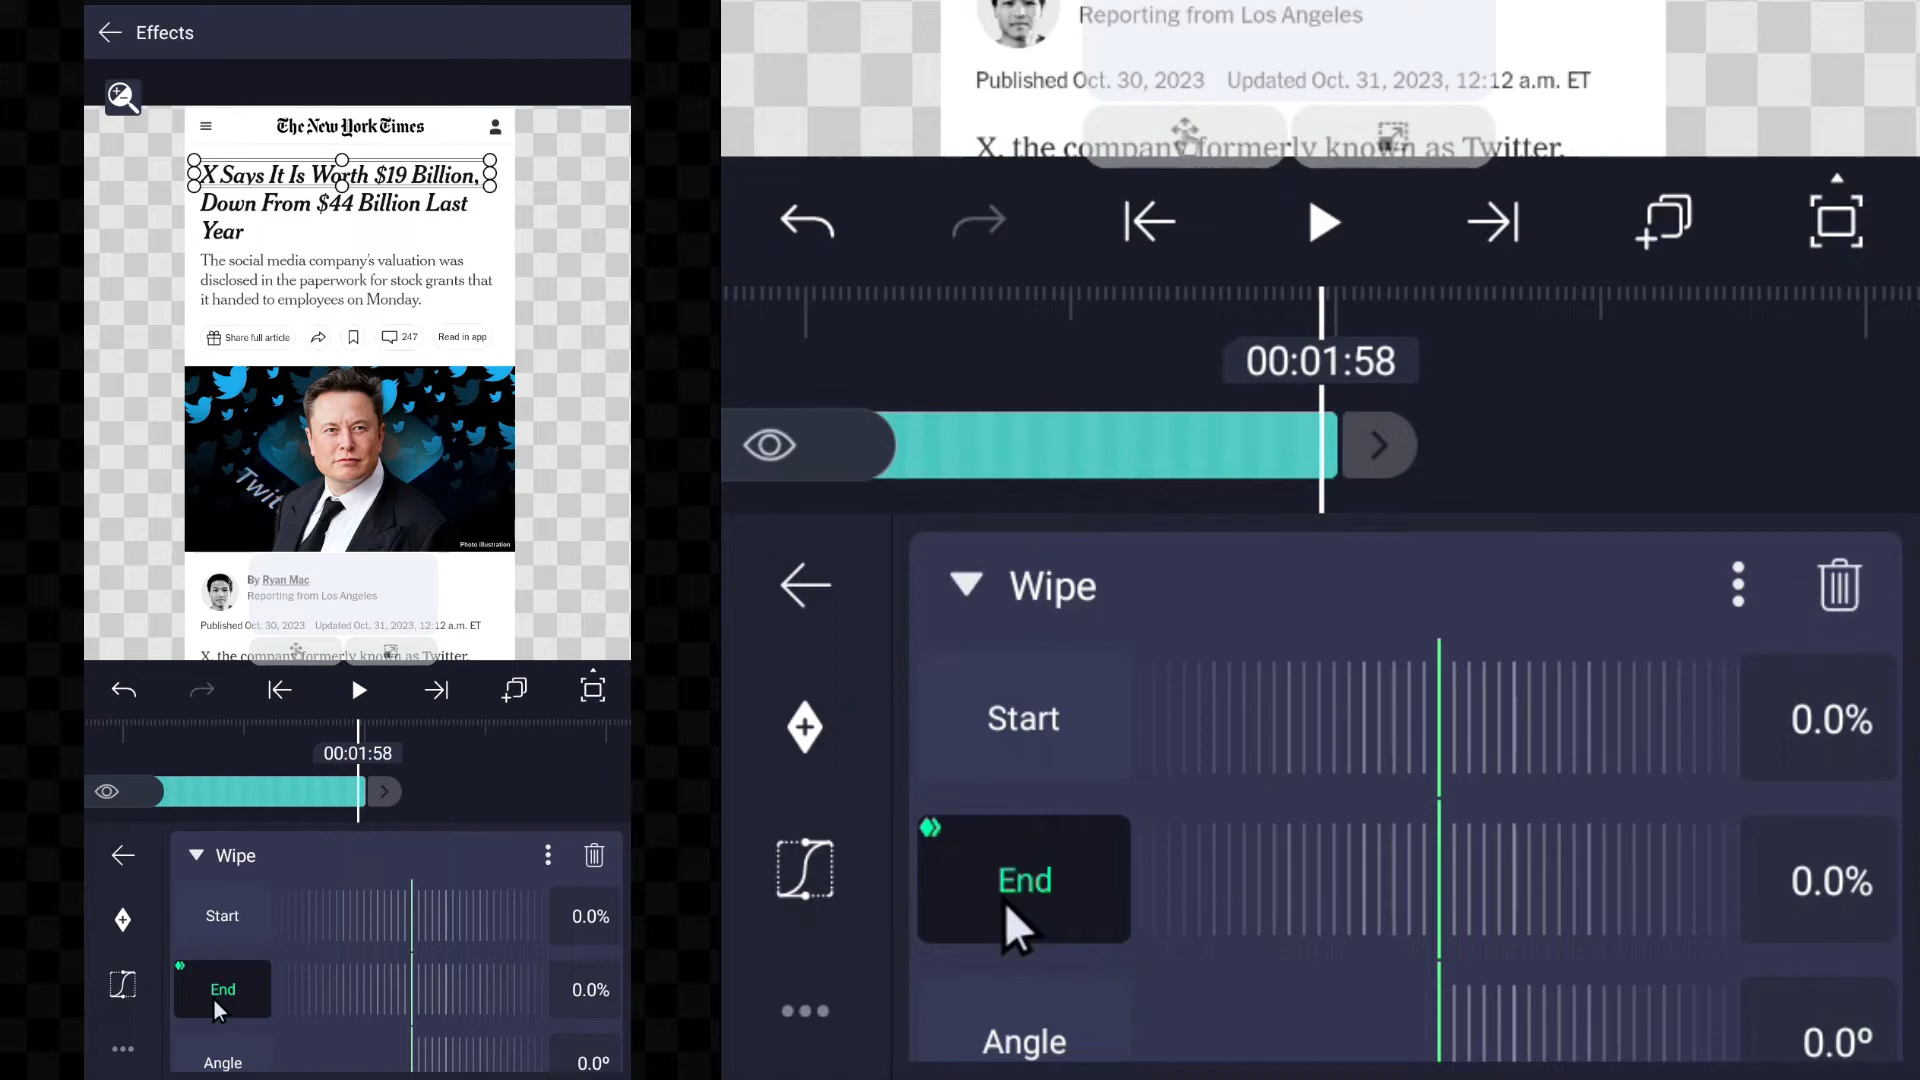 Effects
The New York Times
X Says It Is Worth $19 Billion,
Down From $44 Billion Last
Year
The social media company's valuation was
disclosed in the paperwork for stock grants that
it handed to employees on Monday.
Share full article
247
Read in app
Twit
Photo illustration
By Ryan Mac
Reporting from Los Angeles
Published Oct. 30, 2023 Updated Oct. 31, 2023, 12:12 a.m. ET
X, the company formerly known as Twitter,
00:01:58
Wipe
Start
0.0%
End
0.0%
Angle
0.0º
Reporting from Los Angeles
Published Oct. 30, 2023 Updated Oct. 31, 2023, 12:12 a.m. ET
X, the company formerly known as Twitter,
00:01:58
Wipe
Start
0.0%
End
0.0%
Angle
0.0º